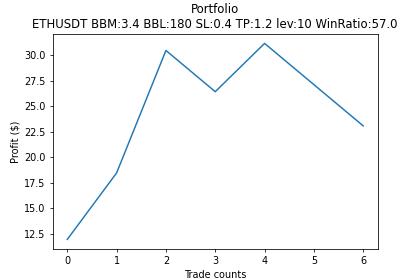 Portfolio
ETHUSDT BBM:3.4 BBL:180 SL:0.4 TP:1.2 lev:10 WinRatio:57.0
30.0
27.5
25.0
22.5
20.0
17.5
15.0
12.5
Profit ($)
0 1 2 3 4 5 6
Trade counts